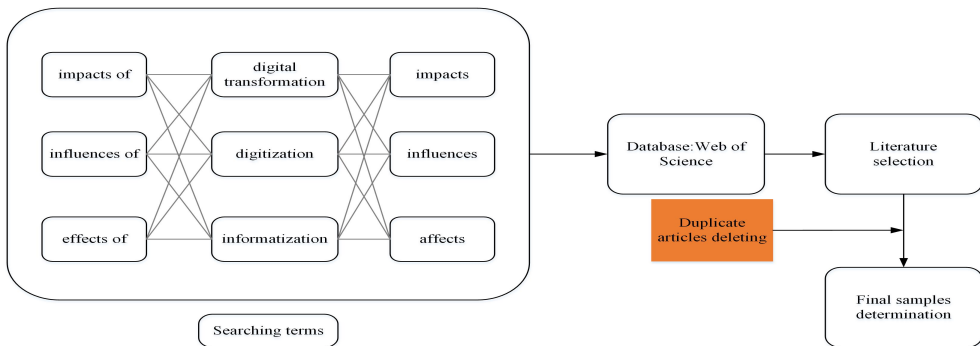 impacts of
digital
transformation
impacts
influences of
digitization
influences
effects of
informatization
affects
Searching terms
Database:Web of
Science
Literature
selection
Duplicate
articles deleting
Final samples
determination